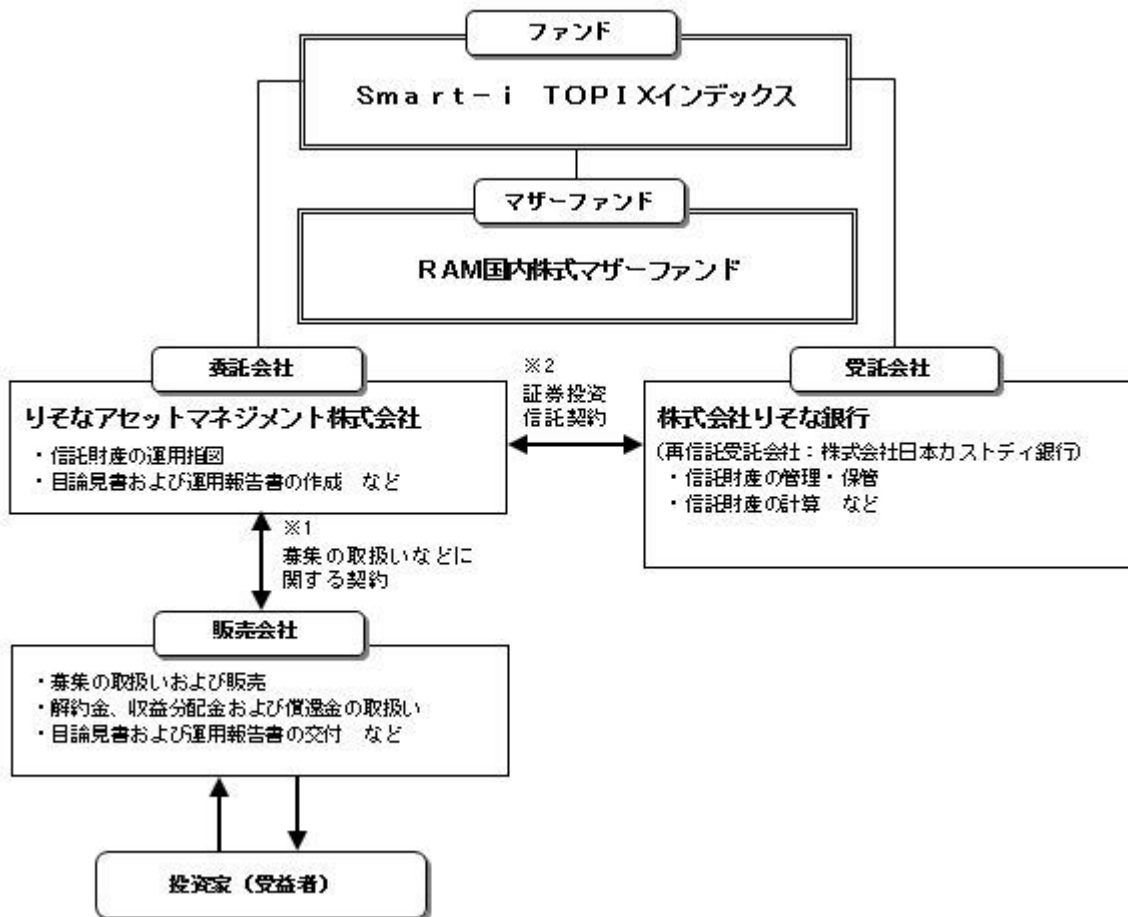 ファンド
Ｓｍａｒｔ－ｉ　ＴＯＰＩＸインデックス
マザーファンド
ＲＡＭ国内株式マザーファンド
委託会社
りそなアセットマネジメント株式会社
・信託財産の運用指図
・目論見書および運用報告書の作成　など
※2
証券投資
信託契約
受託会社
株式会社りそな銀行
(再信託受託会社：株式会社日本カストディ銀行)
・信託財産の管理・保管
・信託財産の計算　など
※1
募集の取扱いなどに
関する契約
販売会社
・募集の取扱いおよび販売
・解約金、収益分配金および償還金の取扱い
・目論見書および運用報告書の交付　など
投資家（受益者）